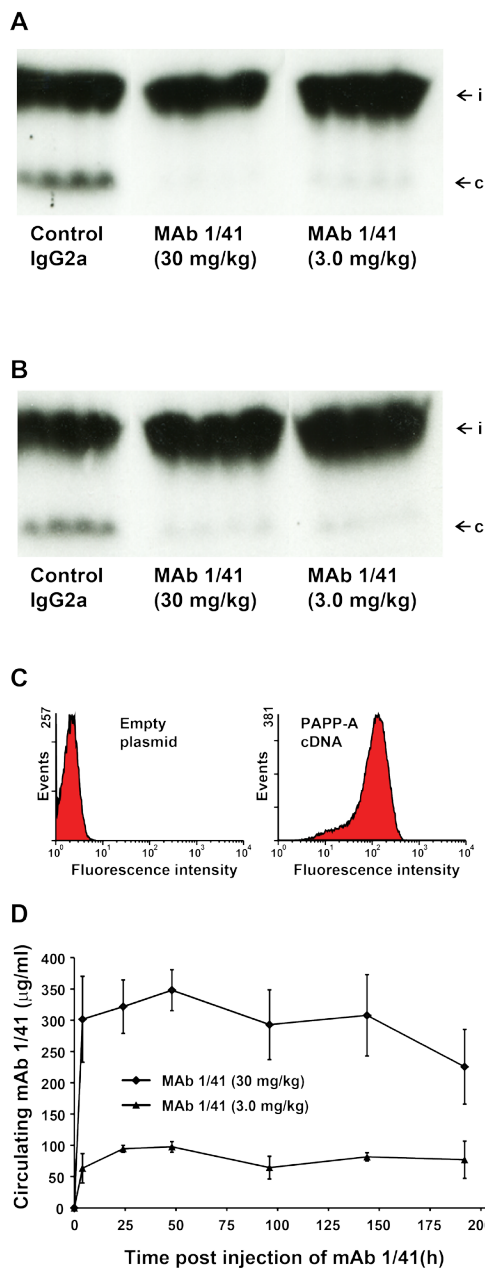 A
← i
← c
Control IgG2a
MAb 1/41 (30 mg/kg)
MAb 1/41 (3.0 mg/kg)
B
← i
← c
Control IgG2a
MAb 1/41 (30 mg/kg)
MAb 1/41 (3.0 mg/kg)
C
257
Events
Empty plasmid
10⁰ 10¹ 10² 10³ 10⁴
Fluorescence intensity
381
Events
PAPP-A cDNA
10⁰ 10¹ 10² 10³ 10⁴
Fluorescence intensity
D
Circulating mAb 1/41 (µg/ml)
400
350
300
250
200
150
100
50
0
MAb 1/41 (30 mg/kg)
MAb 1/41 (3.0 mg/kg)
0 25 50 75 100 125 150 175 200
Time post injection of mAb 1/41(h)